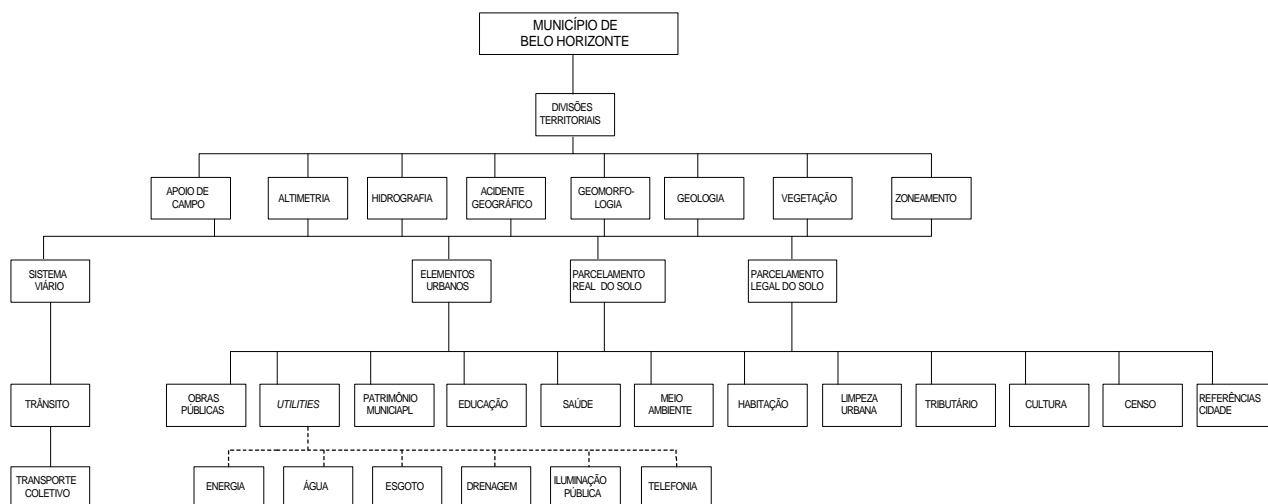 MUNICÍPIO DE
BELO HORIZONTE
DIVISÕES
TERRITORIAIS
APOIO DE
CAMPO
ALTIMETRIA
HIDROGRAFIA
ACIDENTE
GEOGRÁFICO
GEOMORFO-
LOGIA
GEOLOGIA
VEGETAÇÃO
ZONEAMENTO
SISTEMA
VIÁRIO
ELEMENTOS
URBANOS
PARCELAMENTO
REAL DO SOLO
PARCELAMENTO
LEGAL DO SOLO
TRÂNSITO
OBRAS
PÚBLICAS
UTILITIES
PATRIMÔNIO
MUNICIAPL
EDUCAÇÃO
SAÚDE
MEIO
AMBIENTE
HABITAÇÃO
LIMPEZA
URBANA
TRIBUTÁRIO
CULTURA
CENSO
REFERÊNCIAS
CIDADE
TRANSPORTE
COLETIVO
ENERGIA
ÁGUA
ESGOTO
DRENAGEM
ILUMINAÇÃO
PÚBLICA
TELEFONIA